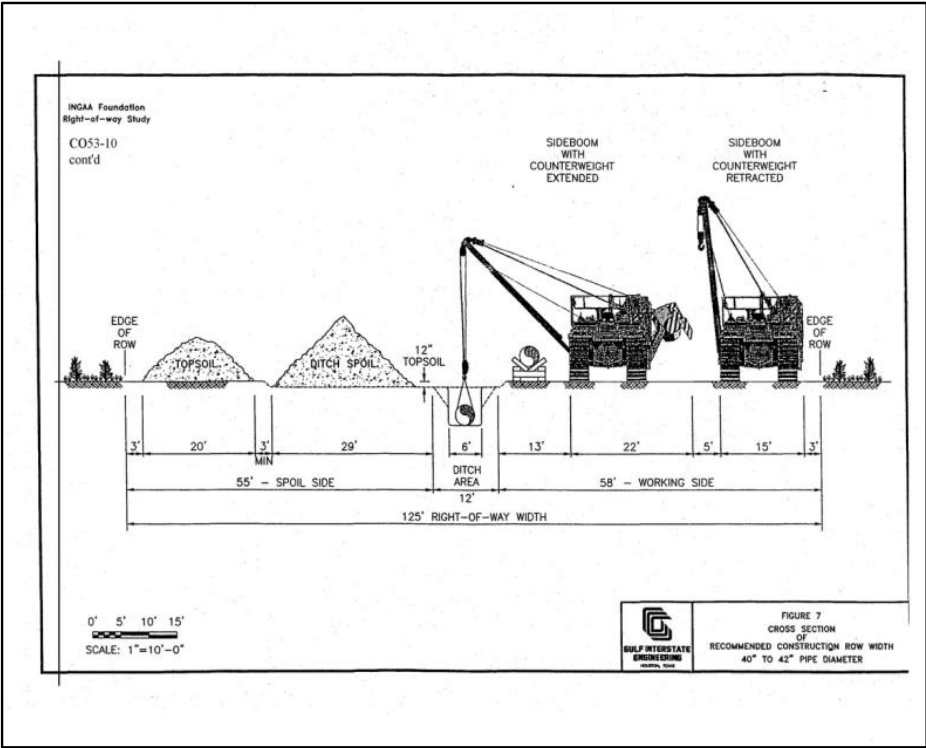 INGAA Foundation
Right-of-way Study
CO53-10
cont'd
SIDEBOOM
WITH
COUNTERWEIGHT
EXTENDED
SIDEBOOM
WITH
COUNTERWEIGHT
RETRACTED
EDGE
OF
ROW
TOPSOIL
DITCH SPOIL
12"
TOPSOIL
EDGE
OF
ROW
3'
20'
3'
MIN
29'
6'
13'
22'
5'
15'
3'
DITCH
AREA
55' - SPOIL SIDE
12'
58' - WORKING SIDE
125' RIGHT-OF-WAY WIDTH
0' 5' 10' 15'
SCALE: 1"=10'-0"
GULF INTERSTATE
ENGINEERING
HOUSTON, TEXAS
FIGURE 7
CROSS SECTION
OF
RECOMMENDED CONSTRUCTION ROW WIDTH
40" TO 42" PIPE DIAMETER